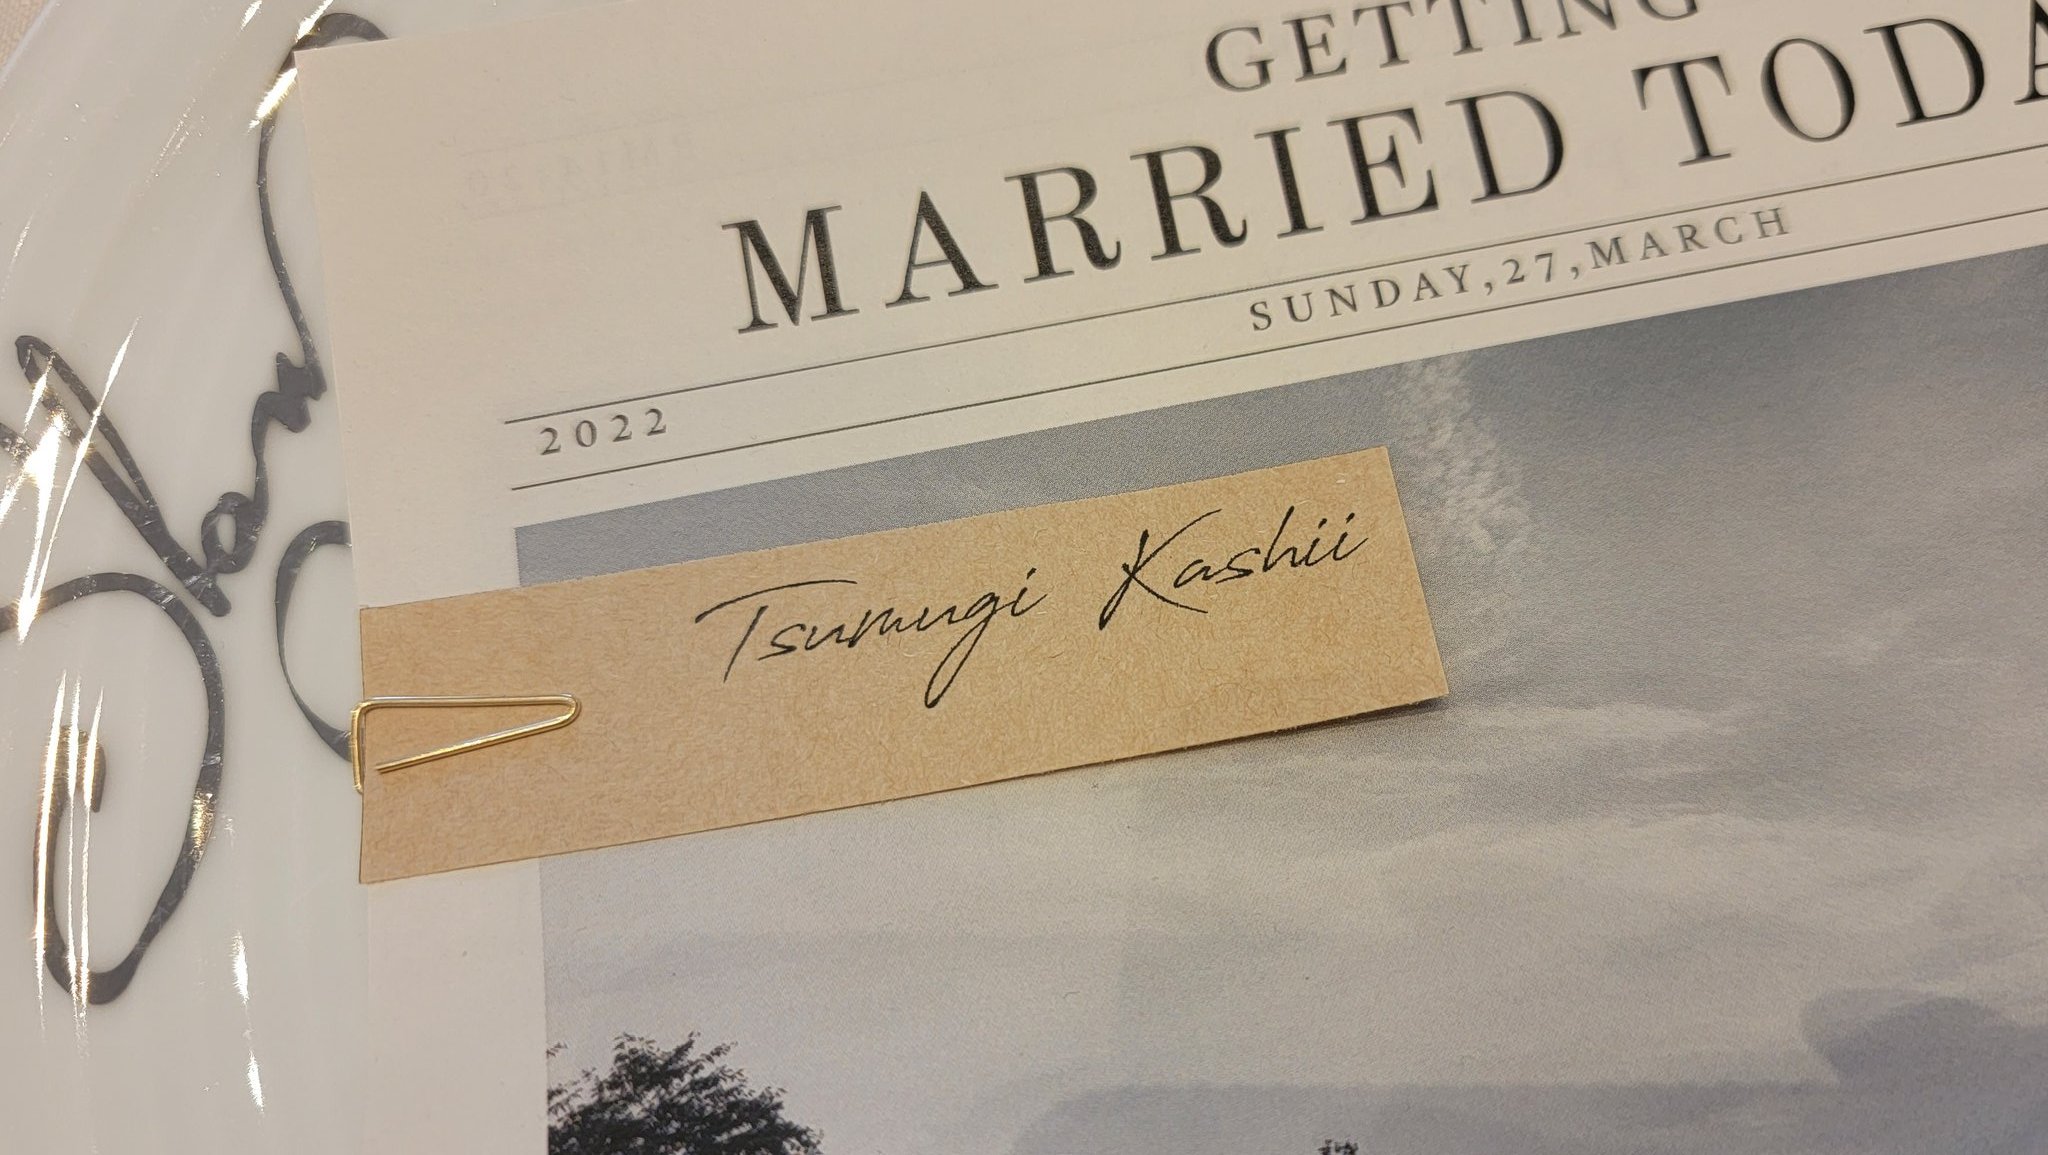 GETTING
MARRIED TODA
SUNDAY,27,MARCH
2022
Tsumugi Kashii